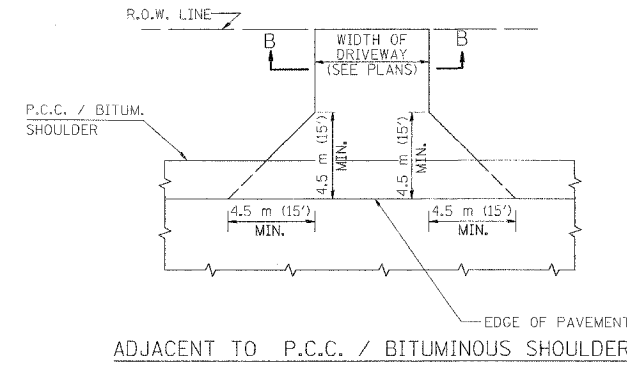 R.O.W. LINE
B
WIDTH OF
DRIVEWAY
(SEE PLANS)
B
P.C.C. / BITUM.
SHOULDER
4.5 m (15')
MIN.
4.5 m (15')
MIN.
4.5 m (15')
MIN.
4.5 m (15')
MIN.
EDGE OF PAVEMENT
ADJACENT TO P.C.C. / BITUMINOUS SHOULDER